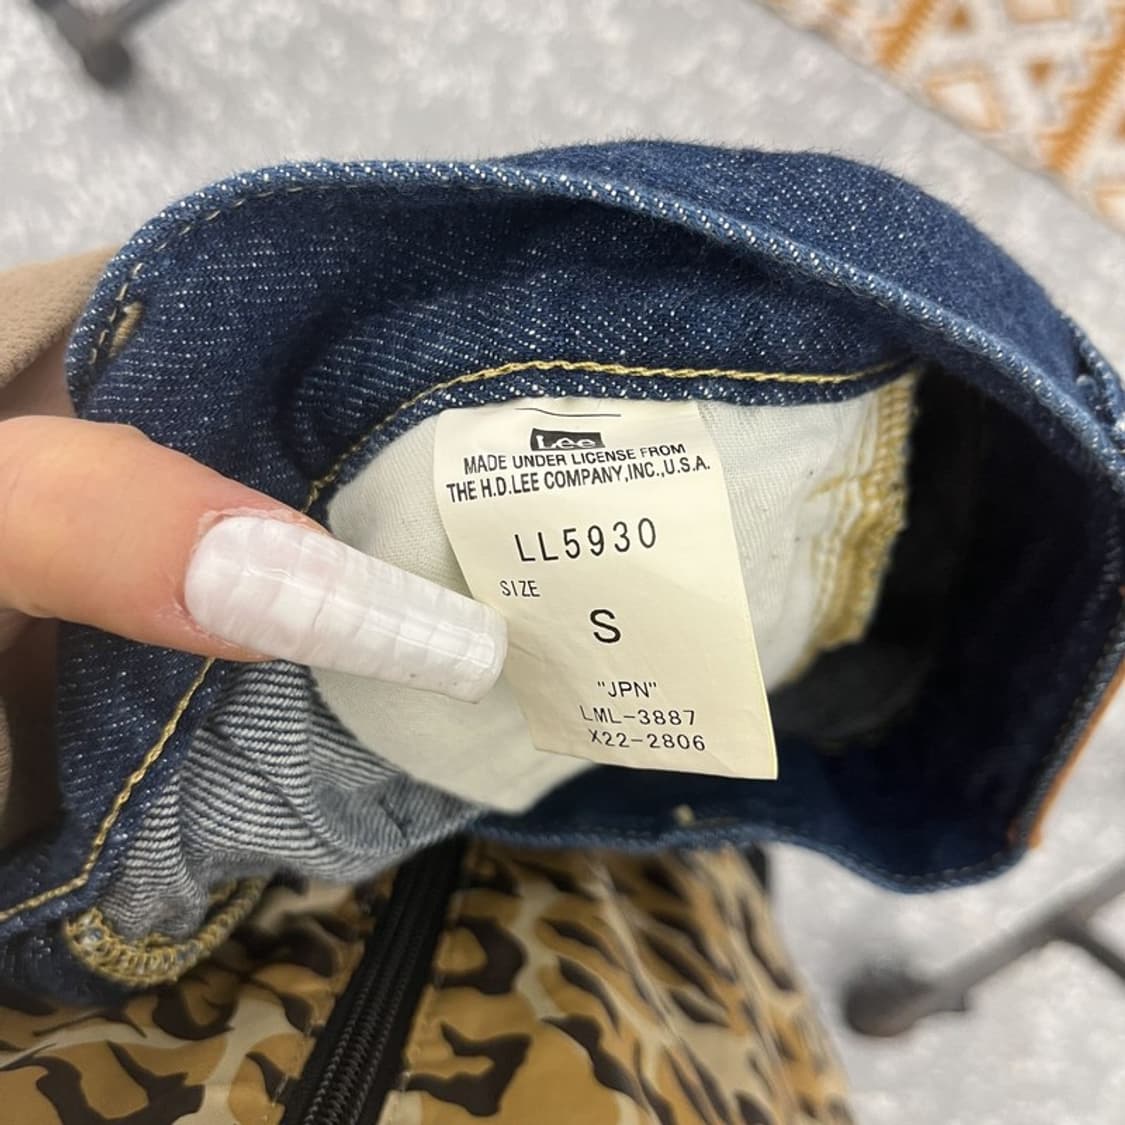 Lee
MADE UNDER LICENSE FROM
THE H.D.LEE COMPANY,INC.,U.S.A.
LL5930
SIZE
S
"JPN"
LML-3887
X22-2806